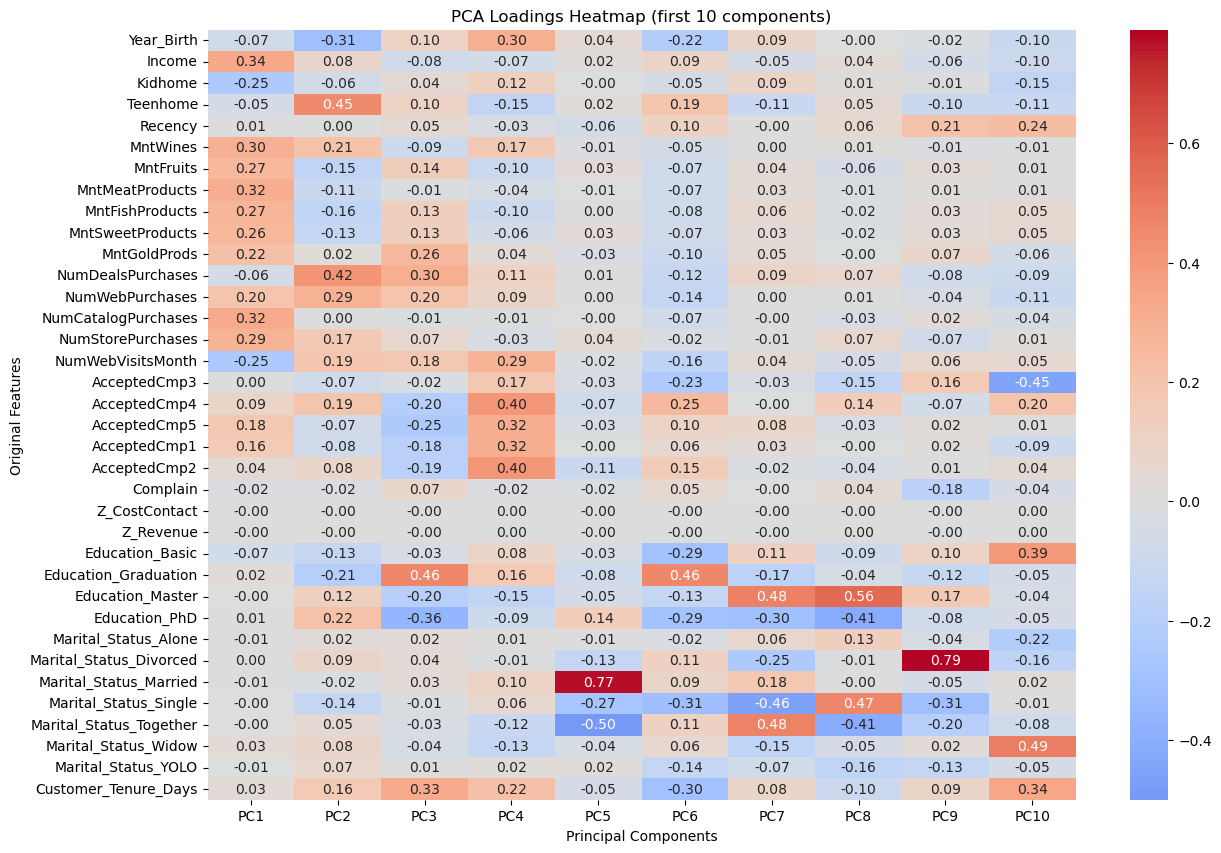 PCA Loadings Heatmap (first 10 components)
Year_Birth -0.07 -0.31 0.10 0.30 0.04 -0.22 0.09 -0.00 -0.02 -0.10
Income 0.34 0.08 -0.08 -0.07 0.02 0.09 -0.05 0.04 -0.06 -0.10
Kidhome -0.25 -0.06 0.04 0.12 -0.00 -0.05 0.09 0.01 -0.01 -0.15
Teenhome -0.05 0.45 0.10 -0.15 0.02 0.19 -0.11 0.05 -0.10 -0.11
Recency 0.01 0.00 0.05 -0.03 -0.06 0.10 -0.00 0.06 0.21 0.24
MntWines 0.30 0.21 -0.09 0.17 -0.01 -0.05 0.00 0.01 -0.01 -0.01
MntFruits 0.27 -0.15 0.14 -0.10 0.03 -0.07 0.04 -0.06 0.03 0.01
MntMeatProducts 0.32 -0.11 -0.01 -0.04 -0.01 -0.07 0.03 -0.01 0.01 0.01
MntFishProducts 0.27 -0.16 0.13 -0.10 0.00 -0.08 0.06 -0.02 0.03 0.05
MntSweetProducts 0.26 -0.13 0.13 -0.06 0.03 -0.07 0.03 -0.02 0.03 0.05
MntGoldProds 0.22 0.02 0.26 0.04 -0.03 -0.10 0.05 -0.00 0.07 -0.06
NumDealsPurchases -0.06 0.42 0.30 0.11 0.01 -0.12 0.09 0.07 -0.08 -0.09
NumWebPurchases 0.20 0.29 0.20 0.09 0.00 -0.14 0.00 0.01 -0.04 -0.11
NumCatalogPurchases 0.32 0.00 -0.01 -0.01 -0.00 -0.07 -0.00 -0.03 0.02 -0.04
NumStorePurchases 0.29 0.17 0.07 -0.03 0.04 -0.02 -0.01 0.07 -0.07 0.01
NumWebVisitsMonth -0.25 0.19 0.18 0.29 -0.02 -0.16 0.04 -0.05 0.06 0.05
AcceptedCmp3 0.00 -0.07 -0.02 0.17 -0.03 -0.23 -0.03 -0.15 0.16 -0.45
AcceptedCmp4 0.09 0.19 -0.20 0.40 -0.07 0.25 -0.00 0.14 -0.07 0.20
AcceptedCmp5 0.18 -0.07 -0.25 0.32 -0.03 0.10 0.08 -0.03 0.02 0.01
AcceptedCmp1 0.16 -0.08 -0.18 0.32 -0.00 0.06 0.03 -0.00 0.02 -0.09
AcceptedCmp2 0.04 0.08 -0.19 0.40 -0.11 0.15 -0.02 -0.04 0.01 0.04
Complain -0.02 -0.02 0.07 -0.02 -0.02 0.05 -0.00 0.04 -0.18 -0.04
Z_CostContact -0.00 -0.00 -0.00 0.00 -0.00 0.00 -0.00 -0.00 -0.00 0.00
Z_Revenue -0.00 -0.00 -0.00 0.00 -0.00 0.00 -0.00 -0.00 -0.00 0.00
Education_Basic -0.07 -0.13 -0.03 0.08 -0.03 -0.29 0.11 -0.09 0.10 0.39
Education_Graduation 0.02 -0.21 0.46 0.16 -0.08 0.46 -0.17 -0.04 -0.12 -0.05
Education_Master -0.00 0.12 -0.20 -0.15 -0.05 -0.13 0.48 0.56 0.17 -0.04
Education_PhD 0.01 0.22 -0.36 -0.09 0.14 -0.29 -0.30 -0.41 -0.08 -0.05
Marital_Status_Alone -0.01 0.02 0.02 0.01 -0.01 -0.02 0.06 0.13 -0.04 -0.22
Marital_Status_Divorced 0.00 0.09 0.04 -0.01 -0.13 0.11 -0.25 -0.01 0.79 -0.16
Marital_Status_Married -0.01 -0.02 0.03 0.10 0.77 0.09 0.18 -0.00 -0.05 0.02
Marital_Status_Single -0.00 -0.14 -0.01 0.06 -0.27 -0.31 -0.46 0.47 -0.31 -0.01
Marital_Status_Together -0.00 0.05 -0.03 -0.12 -0.50 0.11 0.48 -0.41 -0.20 -0.08
Marital_Status_Widow 0.03 0.08 -0.04 -0.13 -0.04 0.06 -0.15 -0.05 0.02 0.49
Marital_Status_YOLO -0.01 0.07 0.01 0.02 0.02 -0.14 -0.07 -0.16 -0.13 -0.05
Customer_Tenure_Days 0.03 0.16 0.33 0.22 -0.05 -0.30 0.08 -0.10 0.09 0.34
PC1 PC2 PC3 PC4 PC5 PC6 PC7 PC8 PC9 PC10
Principal Components
Original Features
0.6
0.4
0.2
0.0
−0.2
−0.4